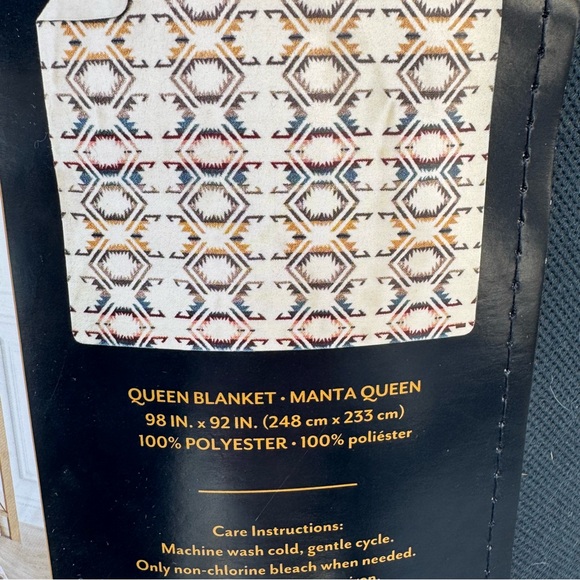 QUEEN BLANKET • MANTA QUEEN
98 IN. x 92 IN. (248 cm x 233 cm)
100% POLYESTER • 100% poliéster
Care Instructions:
Machine wash cold, gentle cycle.
Only non-chlorine bleach when needed.
iron.